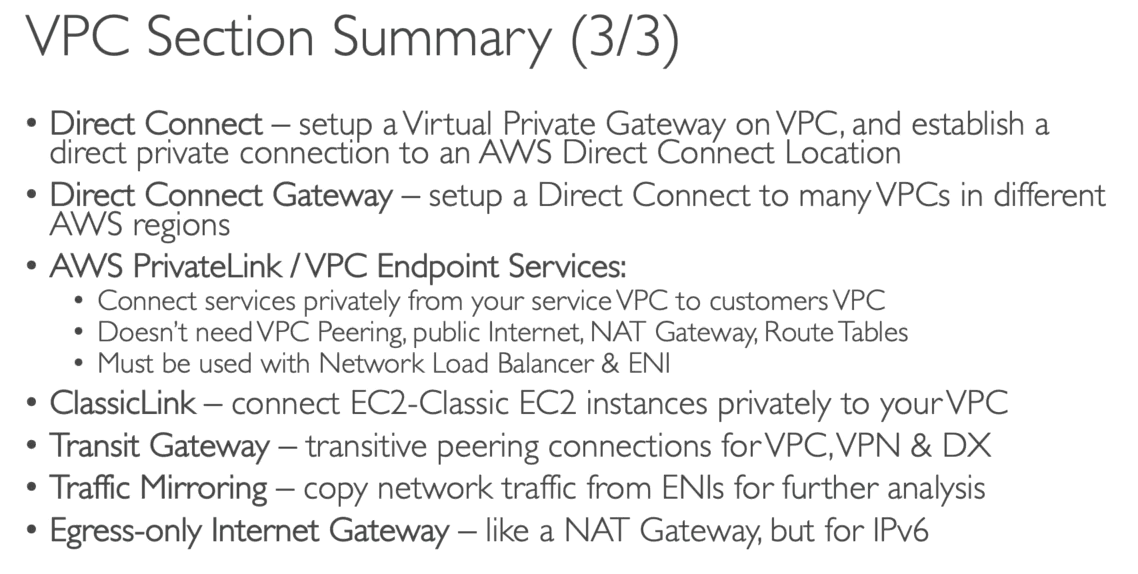 VPC Section Summary (3/3)
• Direct Connect – setup a Virtual Private Gateway on VPC, and establish a
direct private connection to an AWS Direct Connect Location
• Direct Connect Gateway – setup a Direct Connect to many VPCs in different
AWS regions
• AWS PrivateLink / VPC Endpoint Services:
• Connect services privately from your service VPC to customers VPC
• Doesn't need VPC Peering, public Internet, NAT Gateway, Route Tables
• Must be used with Network Load Balancer & ENI
• ClassicLink – connect EC2-Classic EC2 instances privately to your VPC
• Transit Gateway – transitive peering connections for VPC, VPN & DX
• Traffic Mirroring – copy network traffic from ENIs for further analysis
• Egress-only Internet Gateway – like a NAT Gateway, but for IPv6